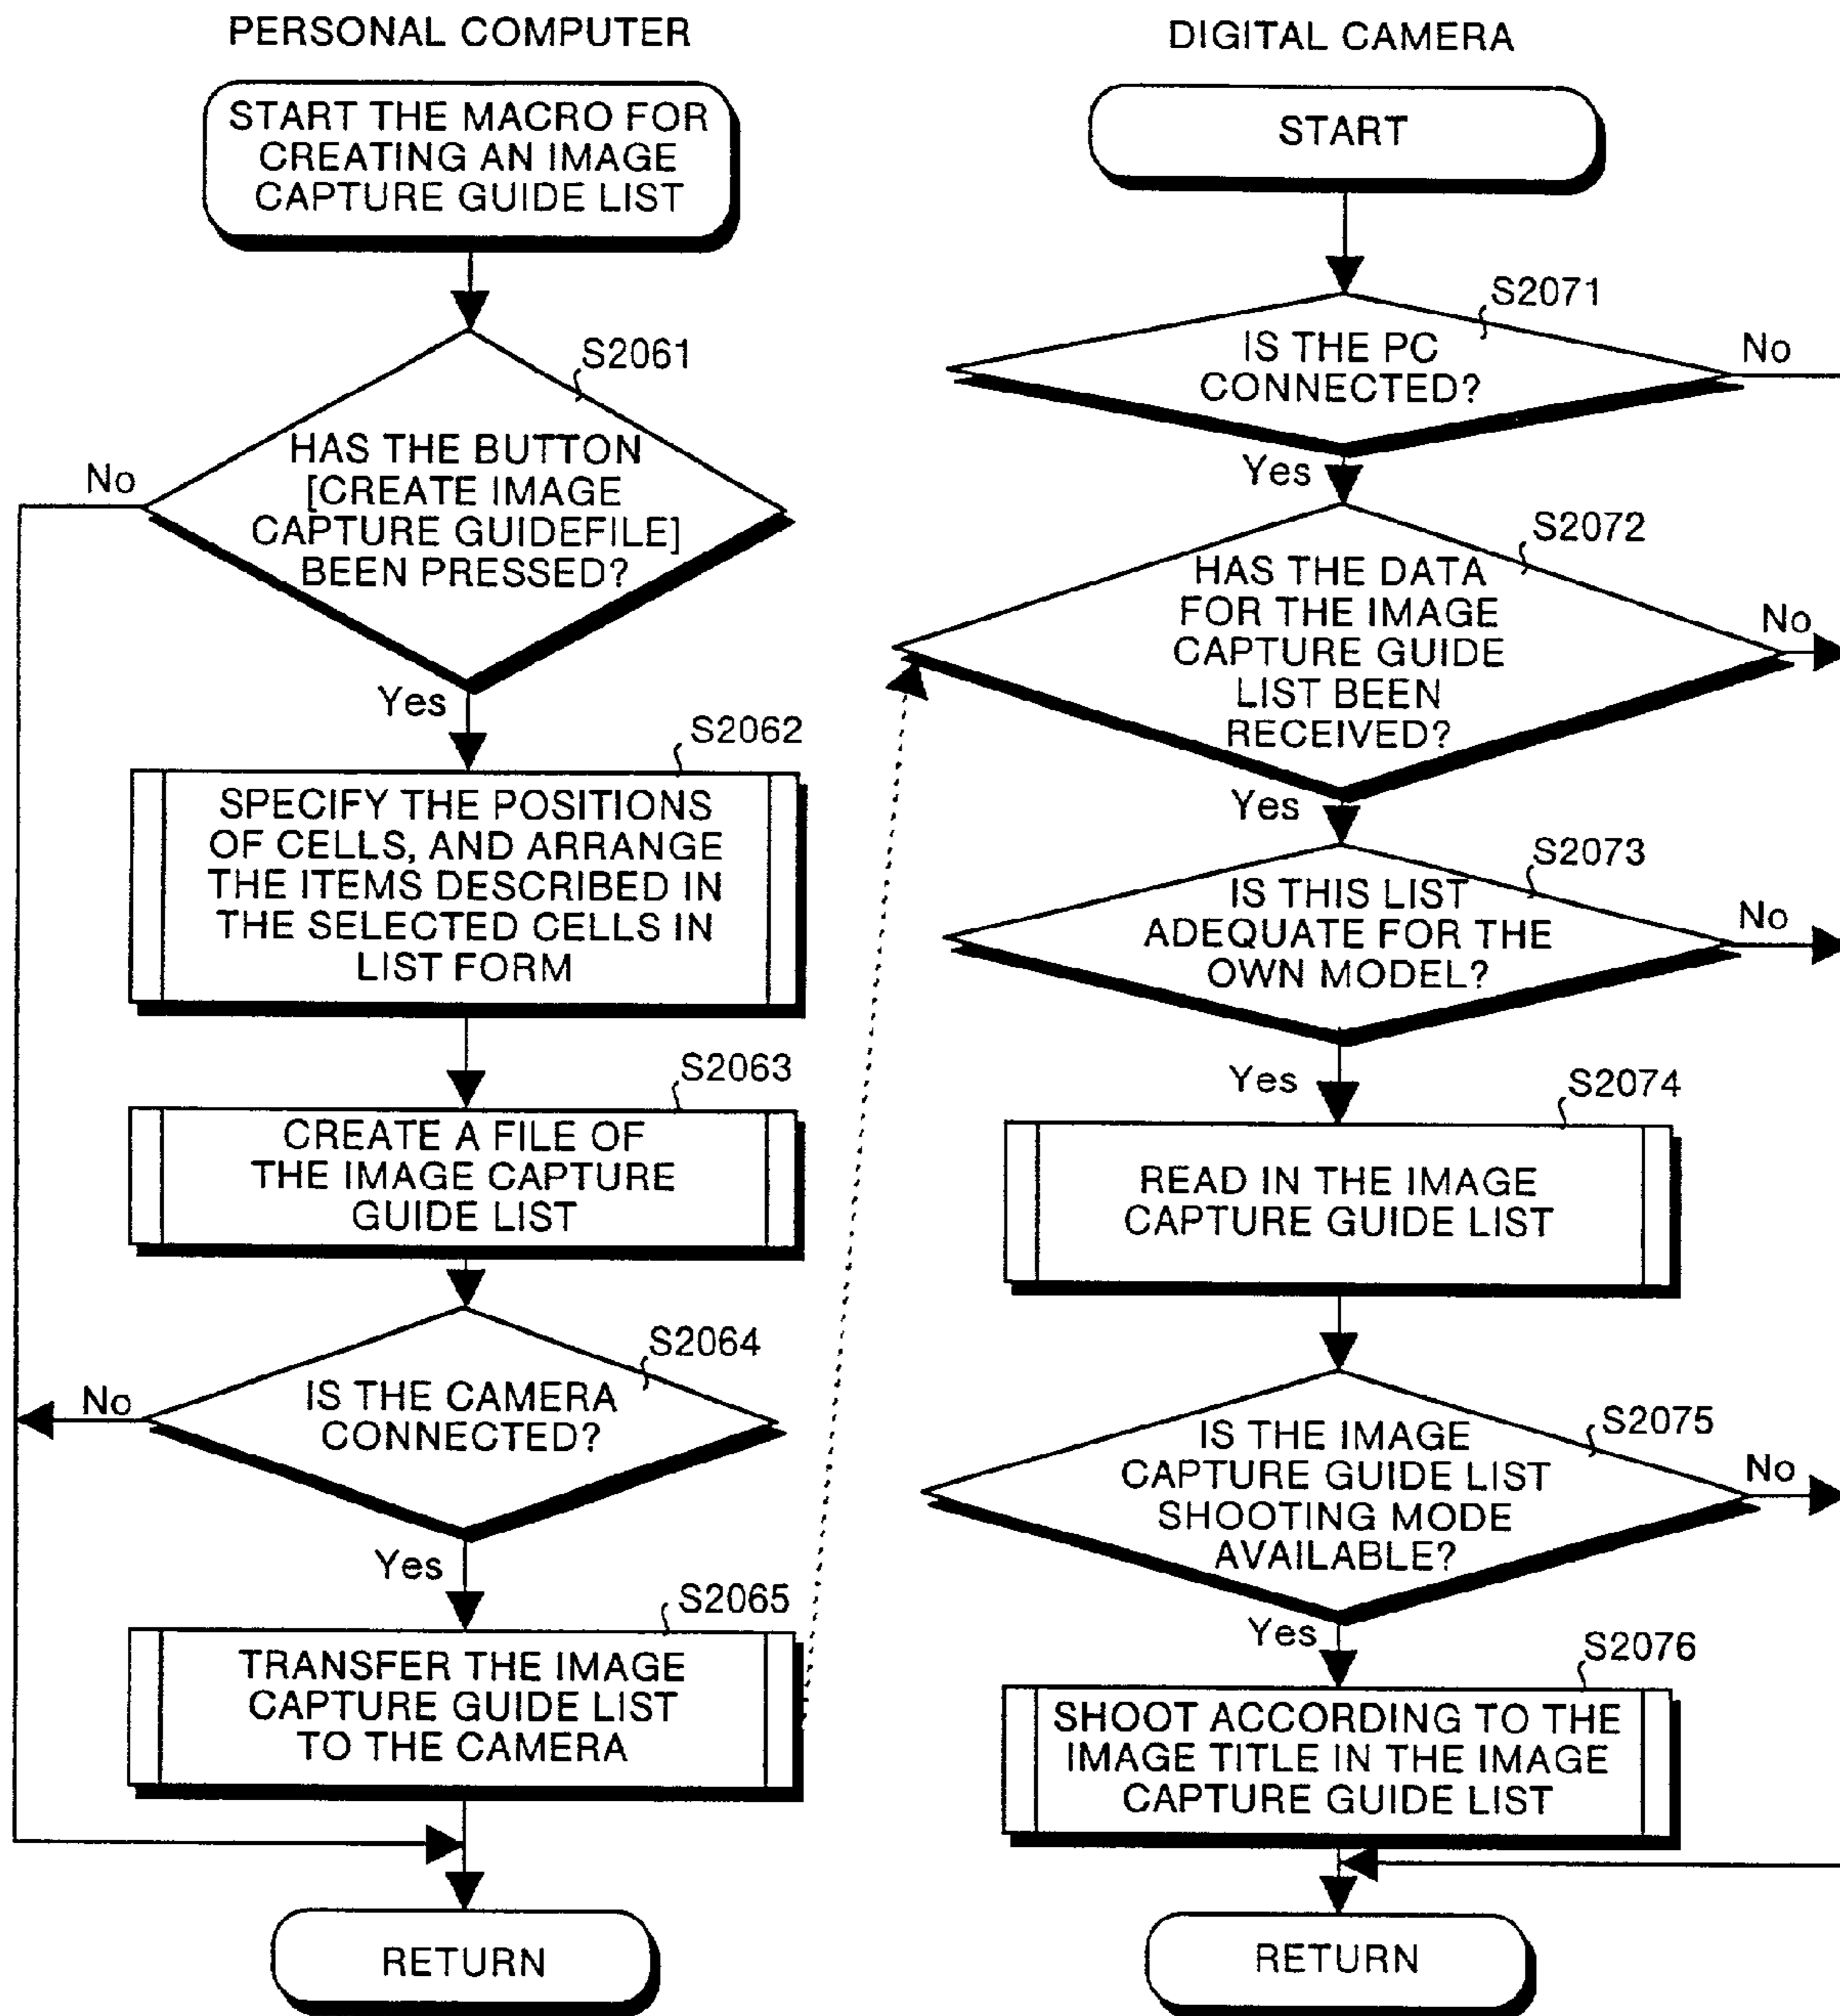 PERSONAL COMPUTER
START THE MACRO FOR
CREATING AN IMAGE
CAPTURE GUIDE LIST
S2061
HAS THE BUTTON
[CREATE IMAGE
CAPTURE GUIDEFILE]
BEEN PRESSED?
No
Yes
S2062
SPECIFY THE POSITIONS
OF CELLS, AND ARRANGE
THE ITEMS DESCRIBED IN
THE SELECTED CELLS IN
LIST FORM
S2063
CREATE A FILE OF
THE IMAGE CAPTURE
GUIDE LIST
S2064
IS THE CAMERA
CONNECTED?
No
Yes
S2065
TRANSFER THE IMAGE
CAPTURE GUIDE LIST
TO THE CAMERA
RETURN
DIGITAL CAMERA
START
S2071
IS THE PC
CONNECTED?
No
Yes
S2072
HAS THE DATA
FOR THE IMAGE
CAPTURE GUIDE
LIST BEEN
RECEIVED?
No
Yes
S2073
IS THIS LIST
ADEQUATE FOR THE
OWN MODEL?
No
Yes
S2074
READ IN THE IMAGE
CAPTURE GUIDE LIST
S2075
IS THE IMAGE
CAPTURE GUIDE LIST
SHOOTING MODE
AVAILABLE?
No
Yes
S2076
SHOOT ACCORDING TO THE
IMAGE TITLE IN THE IMAGE
CAPTURE GUIDE LIST
RETURN